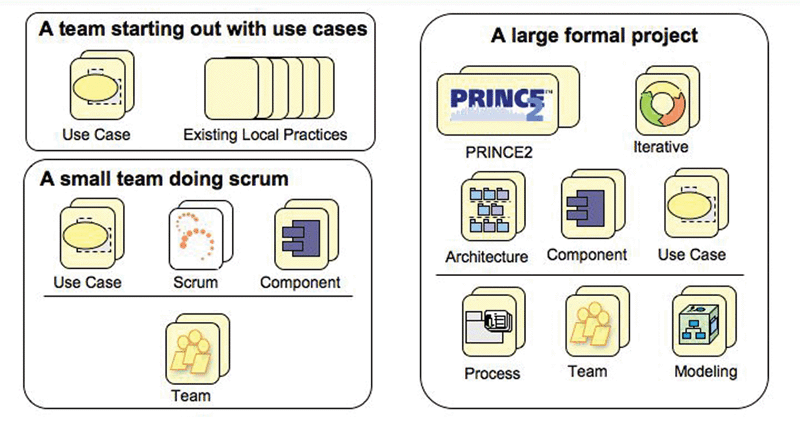 A team starting out with use cases
Use Case
Existing Local Practices
A small team doing scrum
Use Case
Scrum
Component
Team
A large formal project
PRINCE2™
PRINCE2
Iterative
Architecture
Component
Use Case
Process
Team
Modeling